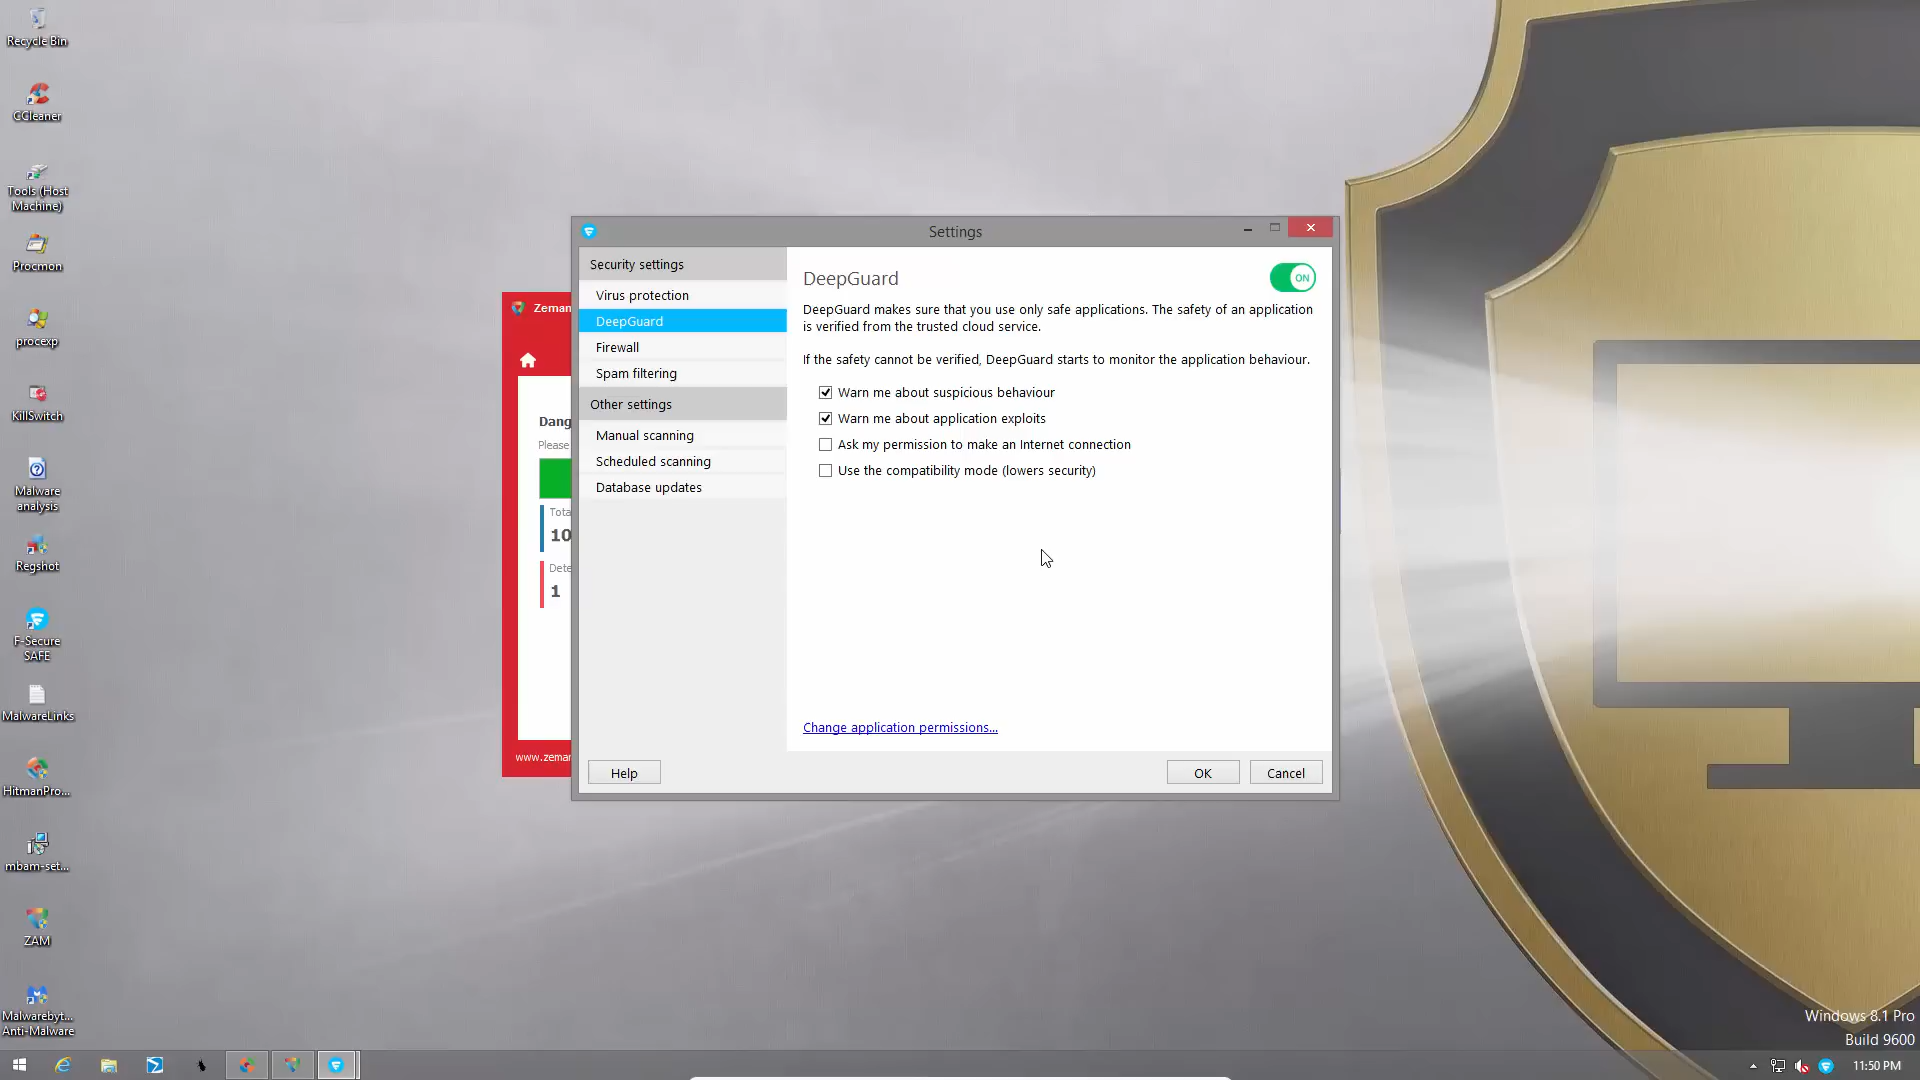 Recycle Bin
CCleaner
Tools (Host
Machine)
Procmon
procexp
KillSwitch
Malware
analysis
Regshot
F-Secure
SAFE
MalwareLinks
HitmanPro...
mbam-set...
ZAM
Malwarebyt...
Anti-Malware
Zeman
Dang
Please
Tota
10
Dete
1
www.zeman
Settings
Security settings
Virus protection
DeepGuard
Firewall
Spam filtering
Other settings
Manual scanning
Scheduled scanning
Database updates
DeepGuard
ON
DeepGuard makes sure that you use only safe applications. The safety of an application
is verified from the trusted cloud service.
If the safety cannot be verified, DeepGuard starts to monitor the application behaviour.
Warn me about suspicious behaviour
Warn me about application exploits
Ask my permission to make an Internet connection
Use the compatibility mode (lowers security)
Change application permissions...
Help
OK
Cancel
Windows 8.1 Pro
Build 9600
11:50 PM